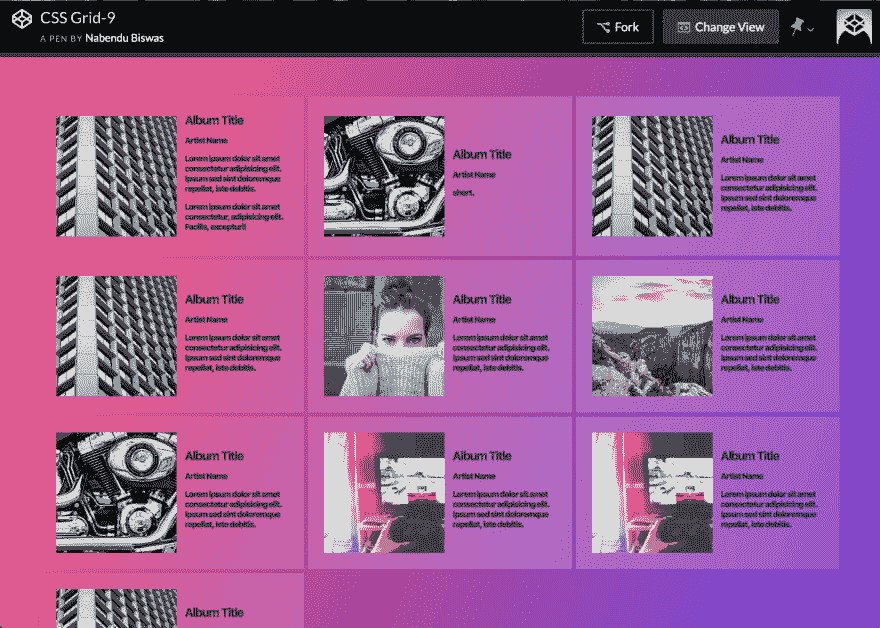 CSS Grid-9
A PEN BY Nabendu Biswas
Fork
Change View
Album Title
Artist Name
Lorem ipsum dolor sit amet
consectetur adipisicing elit.
Ipsum sed sint doloremque
repellat, iste debitis.
Lorem ipsum dolor sit amet
consectetur, adipisicing elit.
Facilis, excepturi!
Album Title
Artist Name
short.
Album Title
Artist Name
Lorem ipsum dolor sit amet
consectetur adipisicing elit.
Ipsum sed sint doloremque
repellat, iste debitis.
Album Title
Artist Name
Lorem ipsum dolor sit amet
consectetur adipisicing elit.
Ipsum sed sint doloremque
repellat, iste debitis.
Album Title
Artist Name
Lorem ipsum dolor sit amet
consectetur adipisicing elit.
Ipsum sed sint doloremque
repellat, iste debitis.
Album Title
Artist Name
Lorem ipsum dolor sit amet
consectetur adipisicing elit.
Ipsum sed sint doloremque
repellat, iste debitis.
Album Title
Artist Name
Lorem ipsum dolor sit amet
consectetur adipisicing elit.
Ipsum sed sint doloremque
repellat, iste debitis.
Album Title
Artist Name
Lorem ipsum dolor sit amet
consectetur adipisicing elit.
Ipsum sed sint doloremque
repellat, iste debitis.
Album Title
Artist Name
Lorem ipsum dolor sit amet
consectetur adipisicing elit.
Ipsum sed sint doloremque
repellat, iste debitis.
Album Title